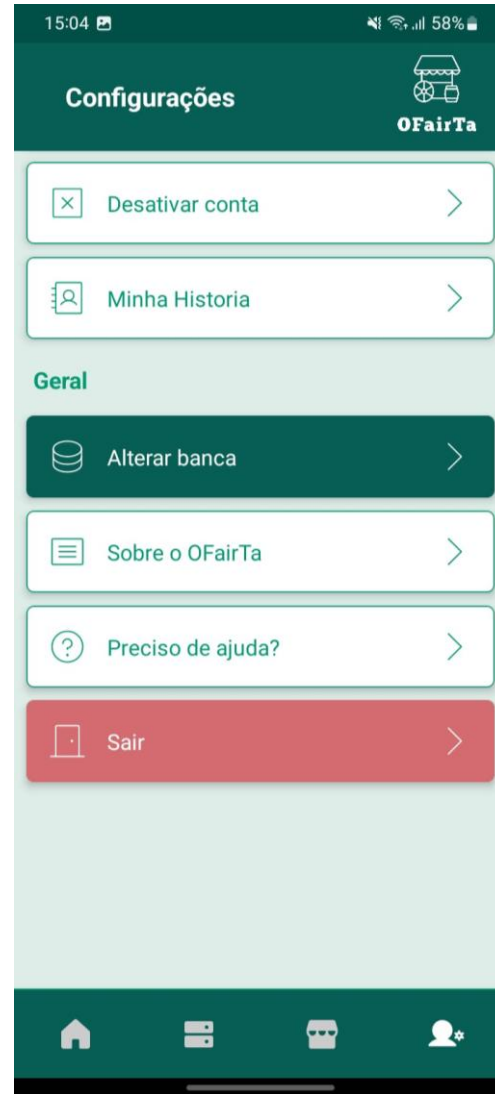 15:04
58%
Configurações
OFairTa
Desativar conta
Minha Historia
Geral
Alterar banca
Sobre o OFairTa
Preciso de ajuda?
Sair